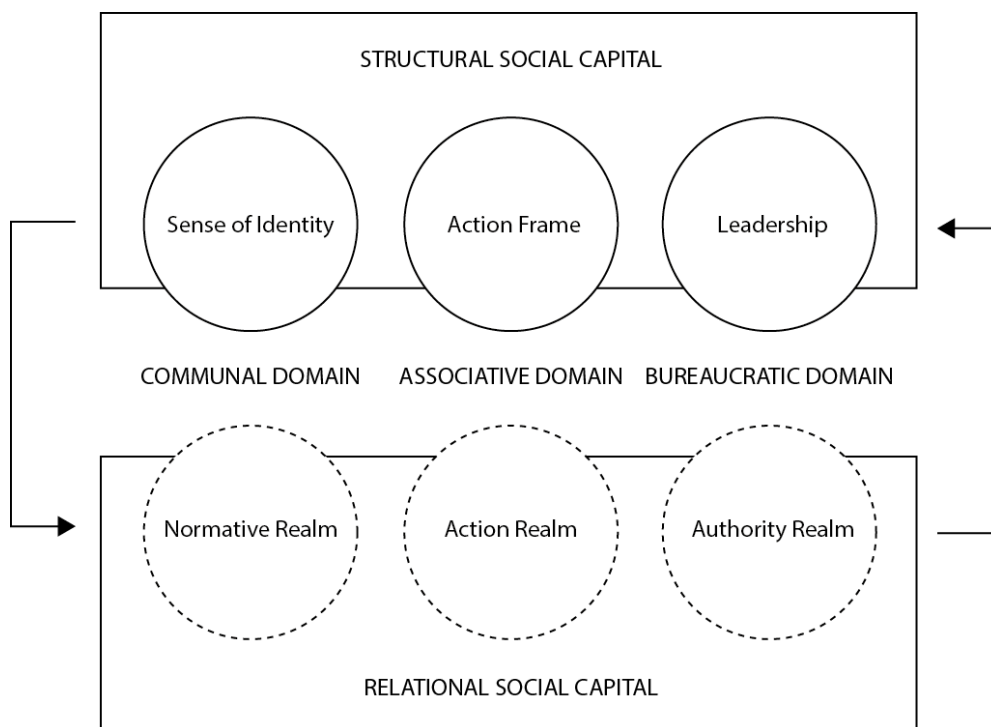 STRUCTURAL SOCIAL CAPITAL
Sense of Identity
Action Frame
Leadership
COMMUNAL DOMAIN
ASSOCIATIVE DOMAIN
BUREAUCRATIC DOMAIN
Normative Realm
Action Realm
Authority Realm
RELATIONAL SOCIAL CAPITAL